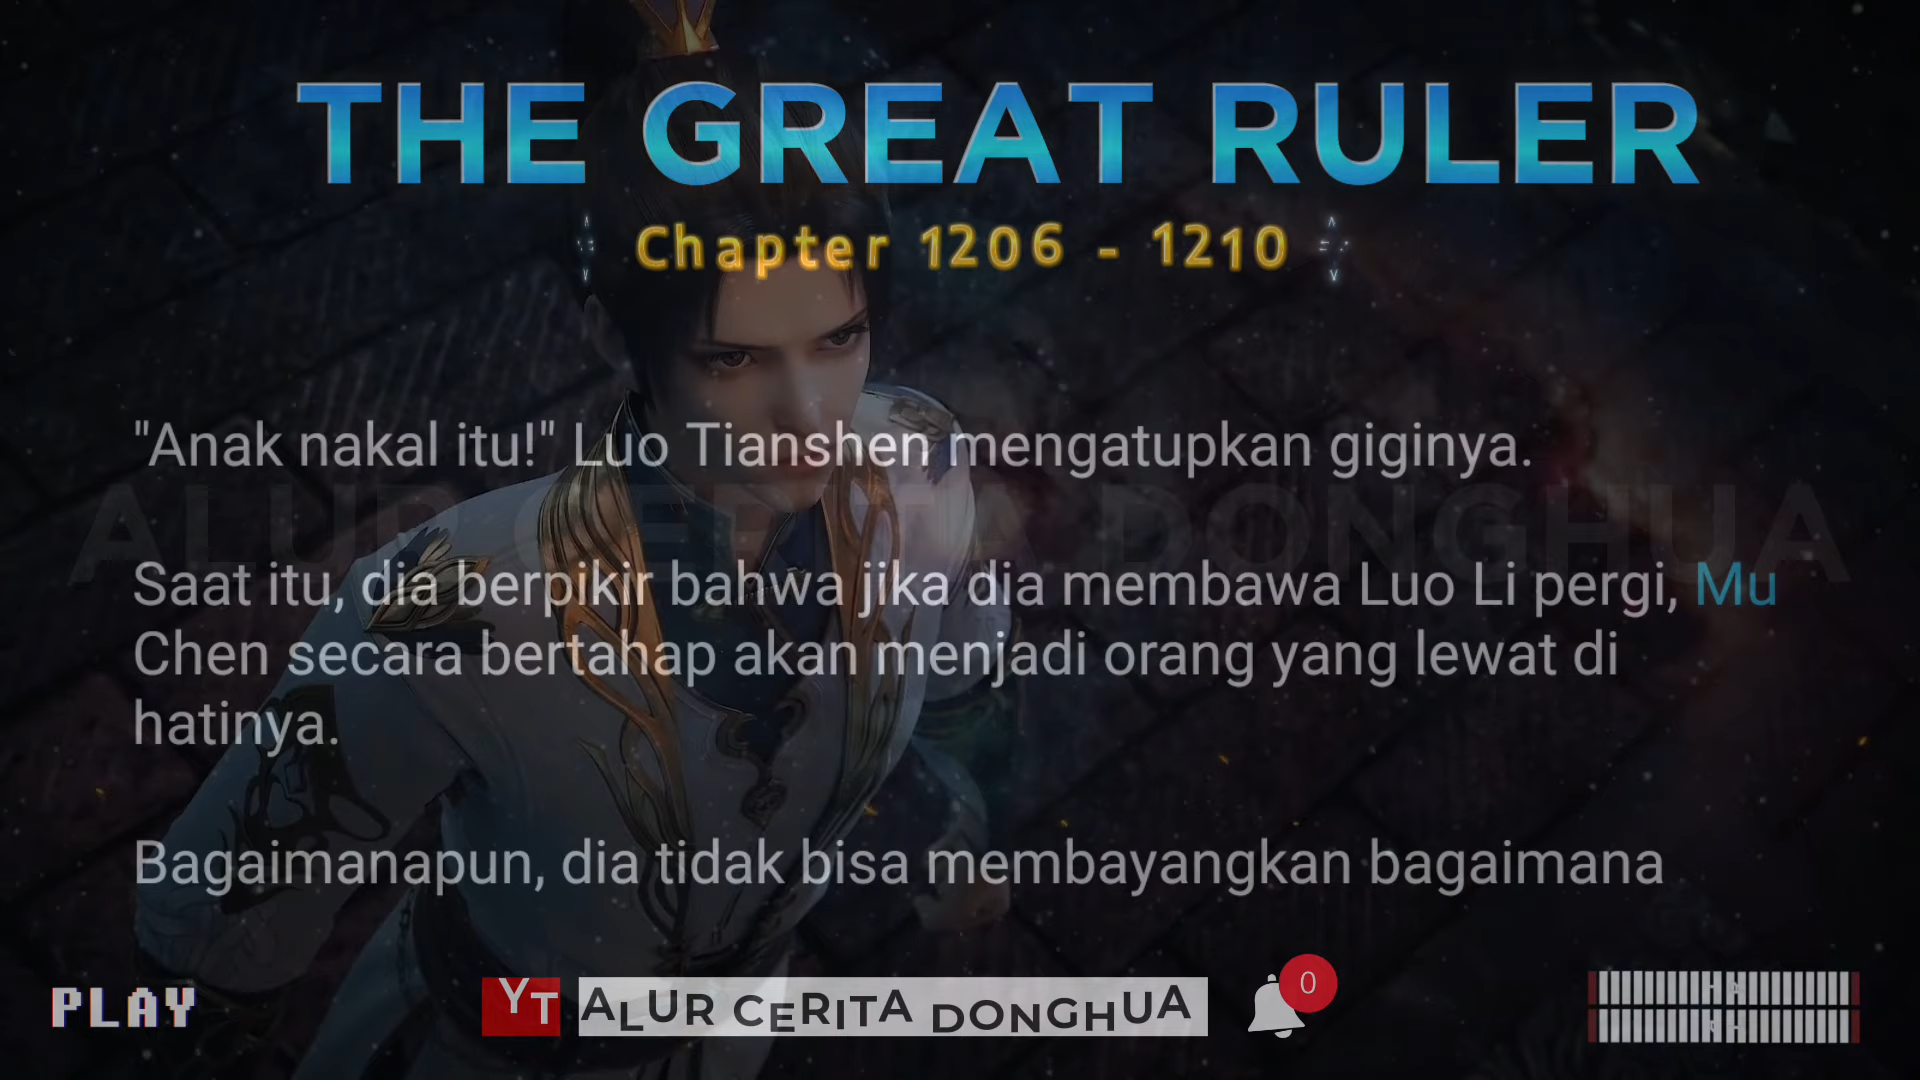 THE GREAT RULER
Chapter 1206 - 1210
"Anak nakal itu!" Luo Tianshen mengatupkan giginya.
ALUR CERITA DONGHUA
Saat itu, dia berpikir bahwa jika dia membawa Luo Li pergi, Mu
Chen secara bertahap akan menjadi orang yang lewat di
hatinya.
Bagaimanapun, dia tidak bisa membayangkan bagaimana
PLAY
YT ALUR CERITA DONGHUA
0